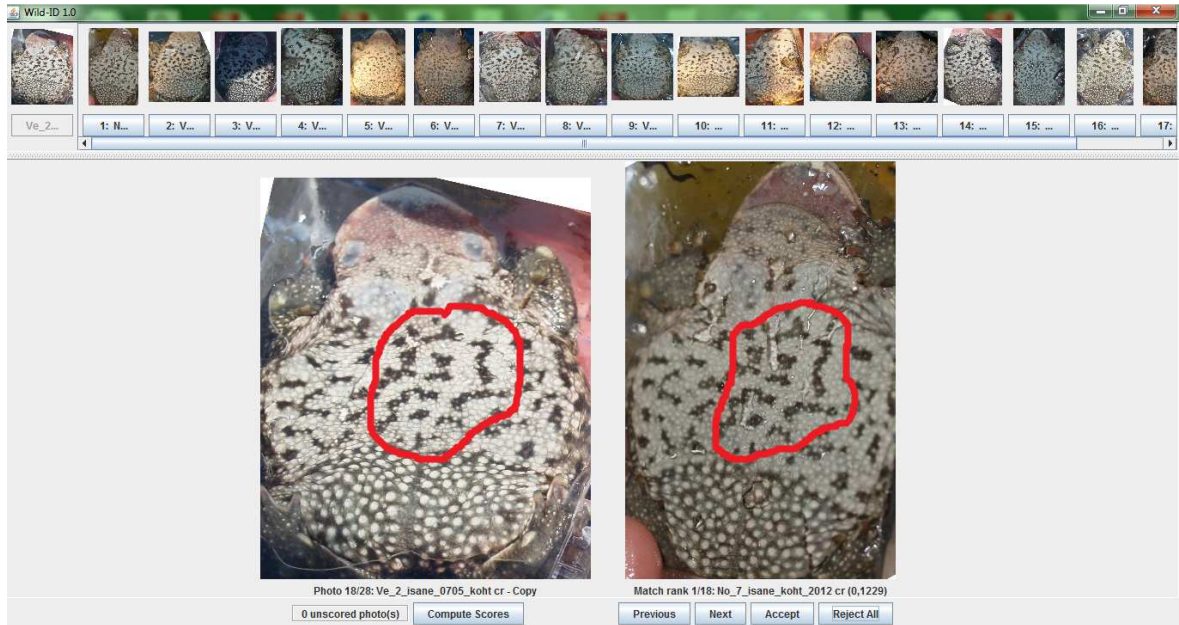 Wild-ID 1.0
Ve_2... 1: N... 2: V... 3: V... 4: V... 5: V... 6: V... 7: V... 8: V... 9: V... 10: ... 11: ... 12: ... 13: ... 14: ... 15: ... 16: ... 17:
Photo 18/28: Ve_2_isane_0705_koht cr - Copy Match rank 1/18: No_7_isane_koht_2012 cr (0,1229)
0 unscored photo(s) Compute Scores Previous Next Accept Reject All